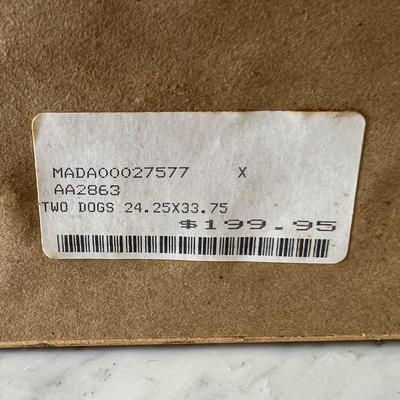 MADA00027577 X
AA2863
TWO DOGS 24.25X33.75
$199.95